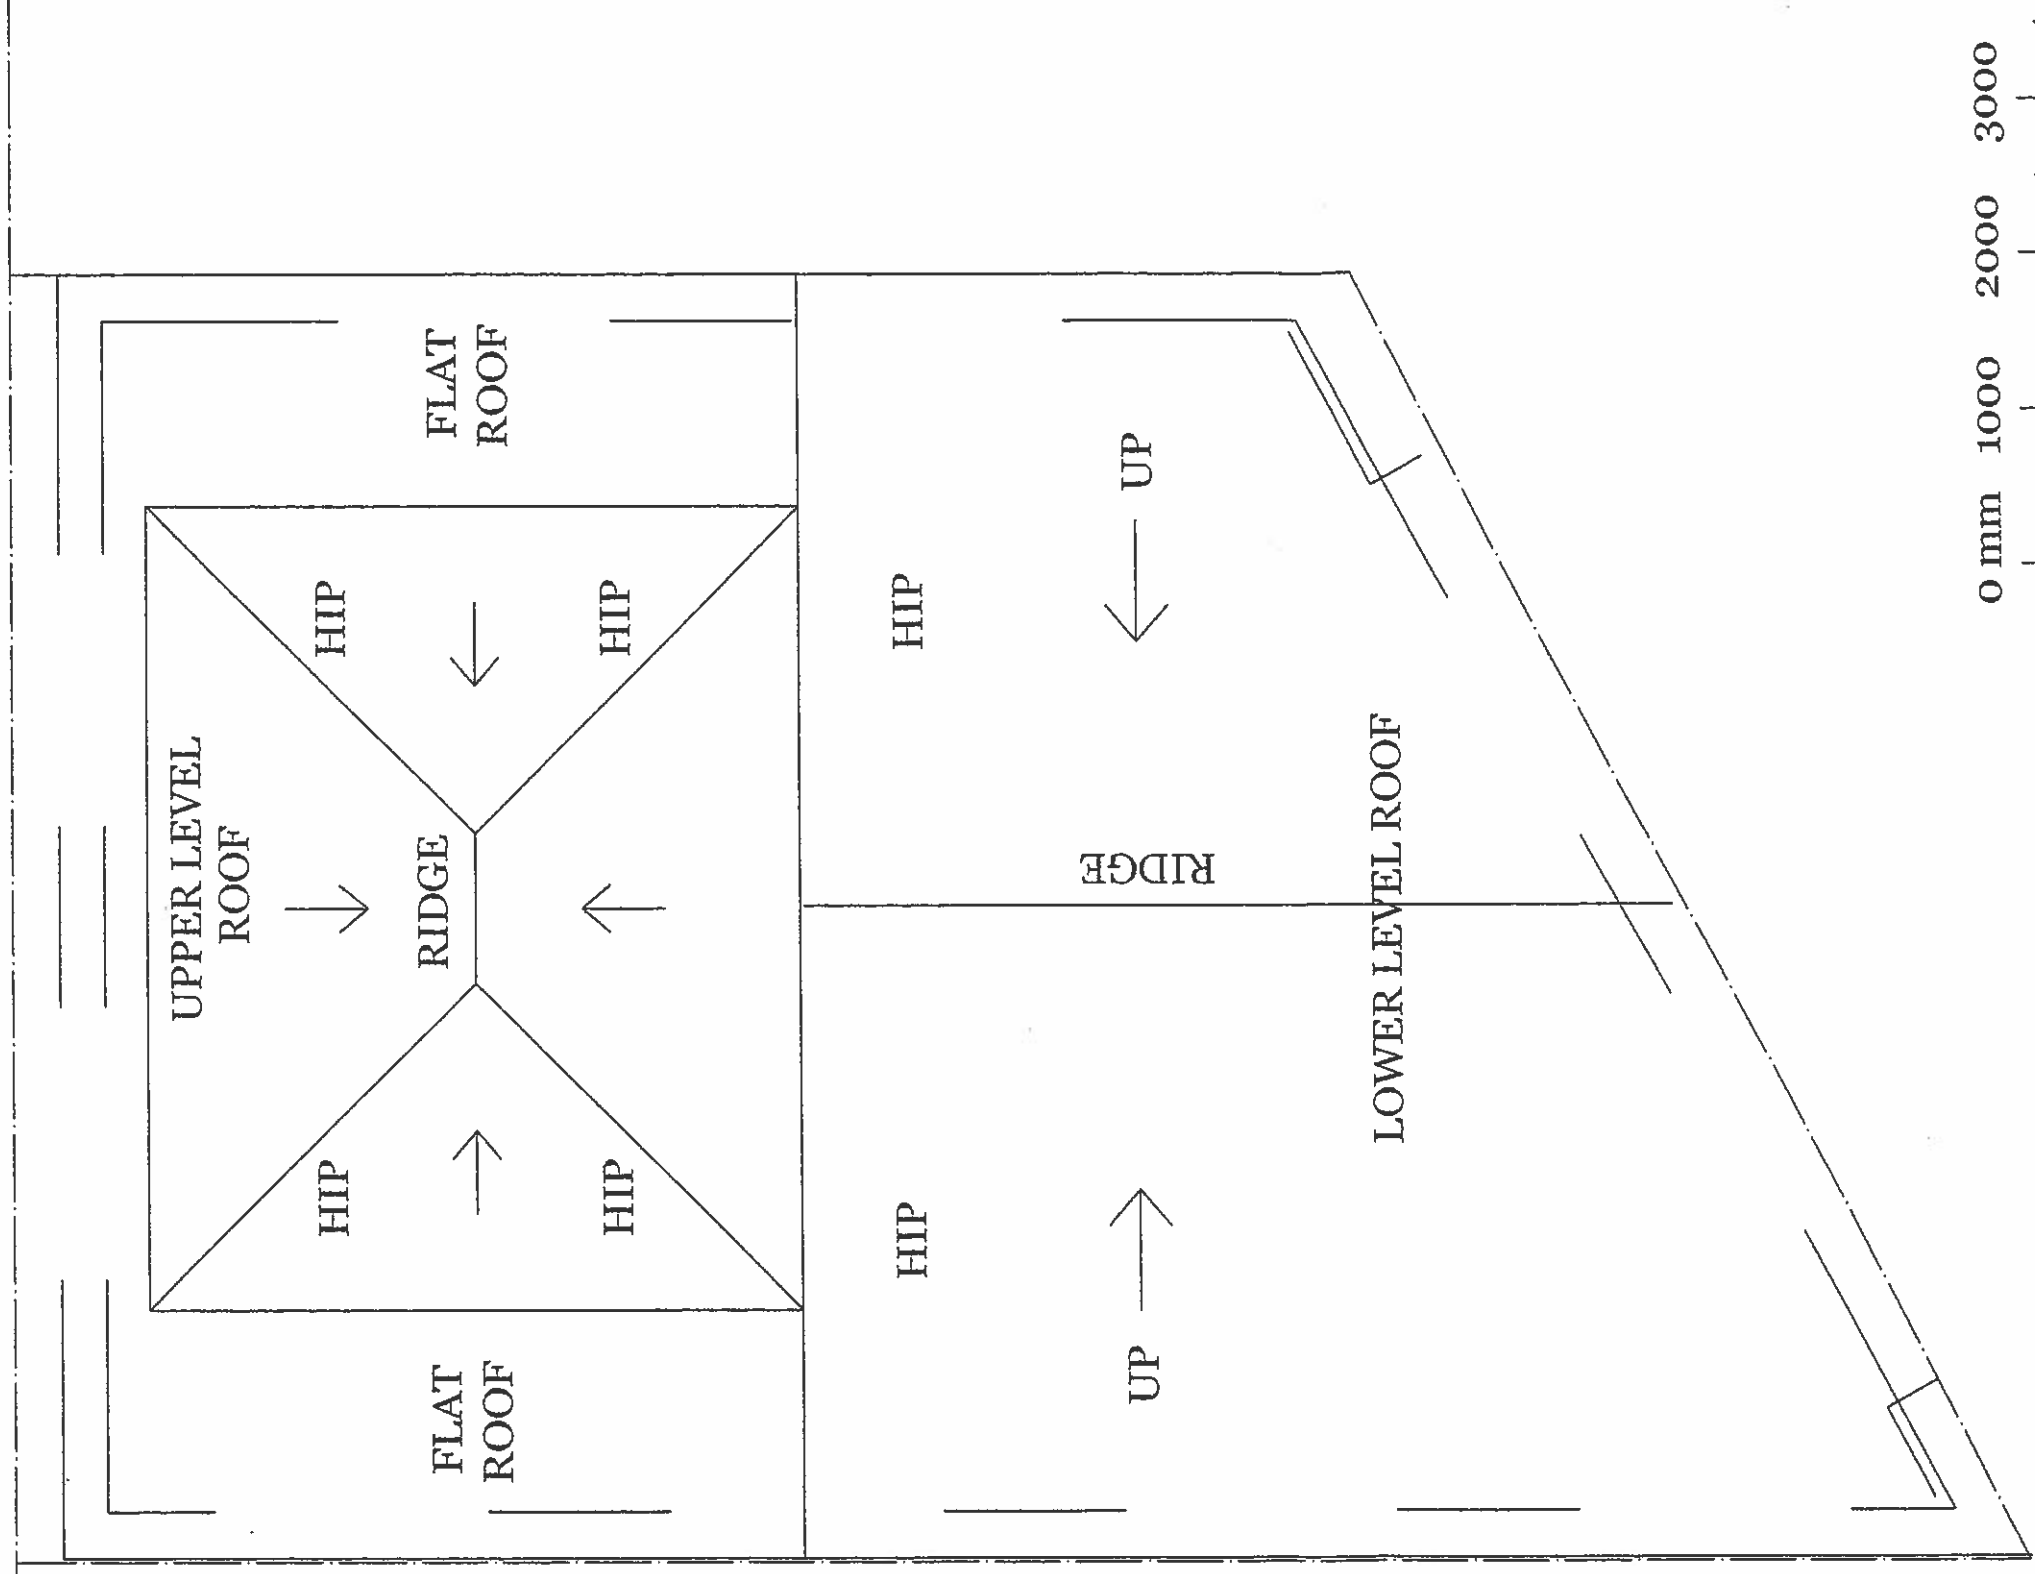 UPPER LEVEL
ROOF
FLAT
ROOF
HIP
HIP
RIDGE
HIP
HIP
FLAT
ROOF
HIP
HIP
UP
RIDGE
UP
LOWER LEVEL ROOF
0 mm 1000 2000 3000